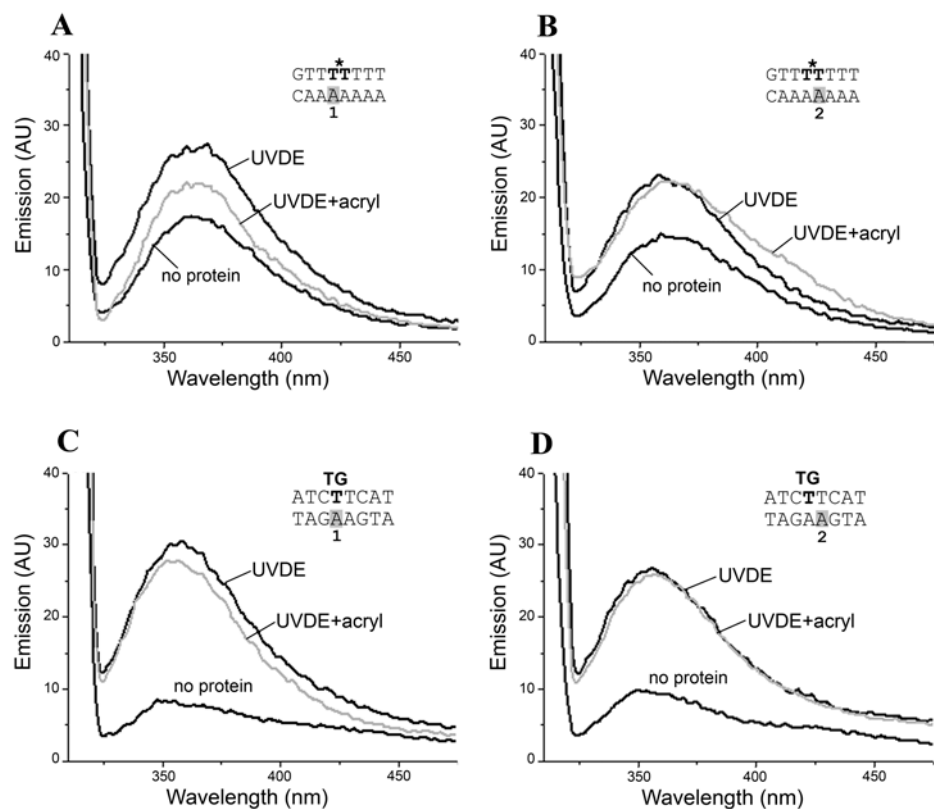 A
40
30
20
10
0
Emission (AU)
350
400
450
Wavelength (nm)
*
GTTTTTTT
CAAAAAAA
1
UVDE
UVDE+acryl
no protein
B
40
30
20
10
0
Emission (AU)
350
400
450
Wavelength (nm)
*
GTTTTTTT
CAAAAAAA
2
UVDE
UVDE+acryl
no protein
C
40
30
20
10
0
Emission (AU)
350
400
450
Wavelength (nm)
TG
ATCTTCAT
TAGAAGTA
1
UVDE
UVDE+acryl
no protein
D
40
30
20
10
0
Emission (AU)
350
400
450
Wavelength (nm)
TG
ATCTTCAT
TAGAAGTA
2
UVDE
UVDE+acryl
no protein